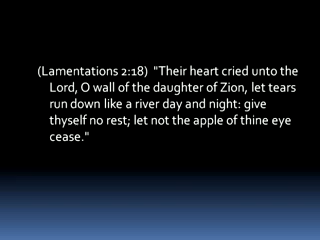 (Lamentations 2:18)  "Their heart cried unto the
Lord, O wall of the daughter of Zion, let tears
run down like a river day and night: give
thyself no rest; let not the apple of thine eye
cease."